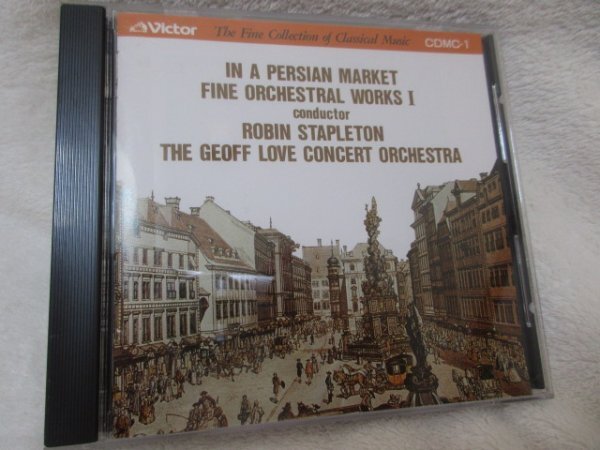 Victor The Fine Collection of Classical Music CDMC-1
IN A PERSIAN MARKET
FINE ORCHESTRAL WORKS I
conductor
ROBIN STAPLETON
THE GEOFF LOVE CONCERT ORCHESTRA